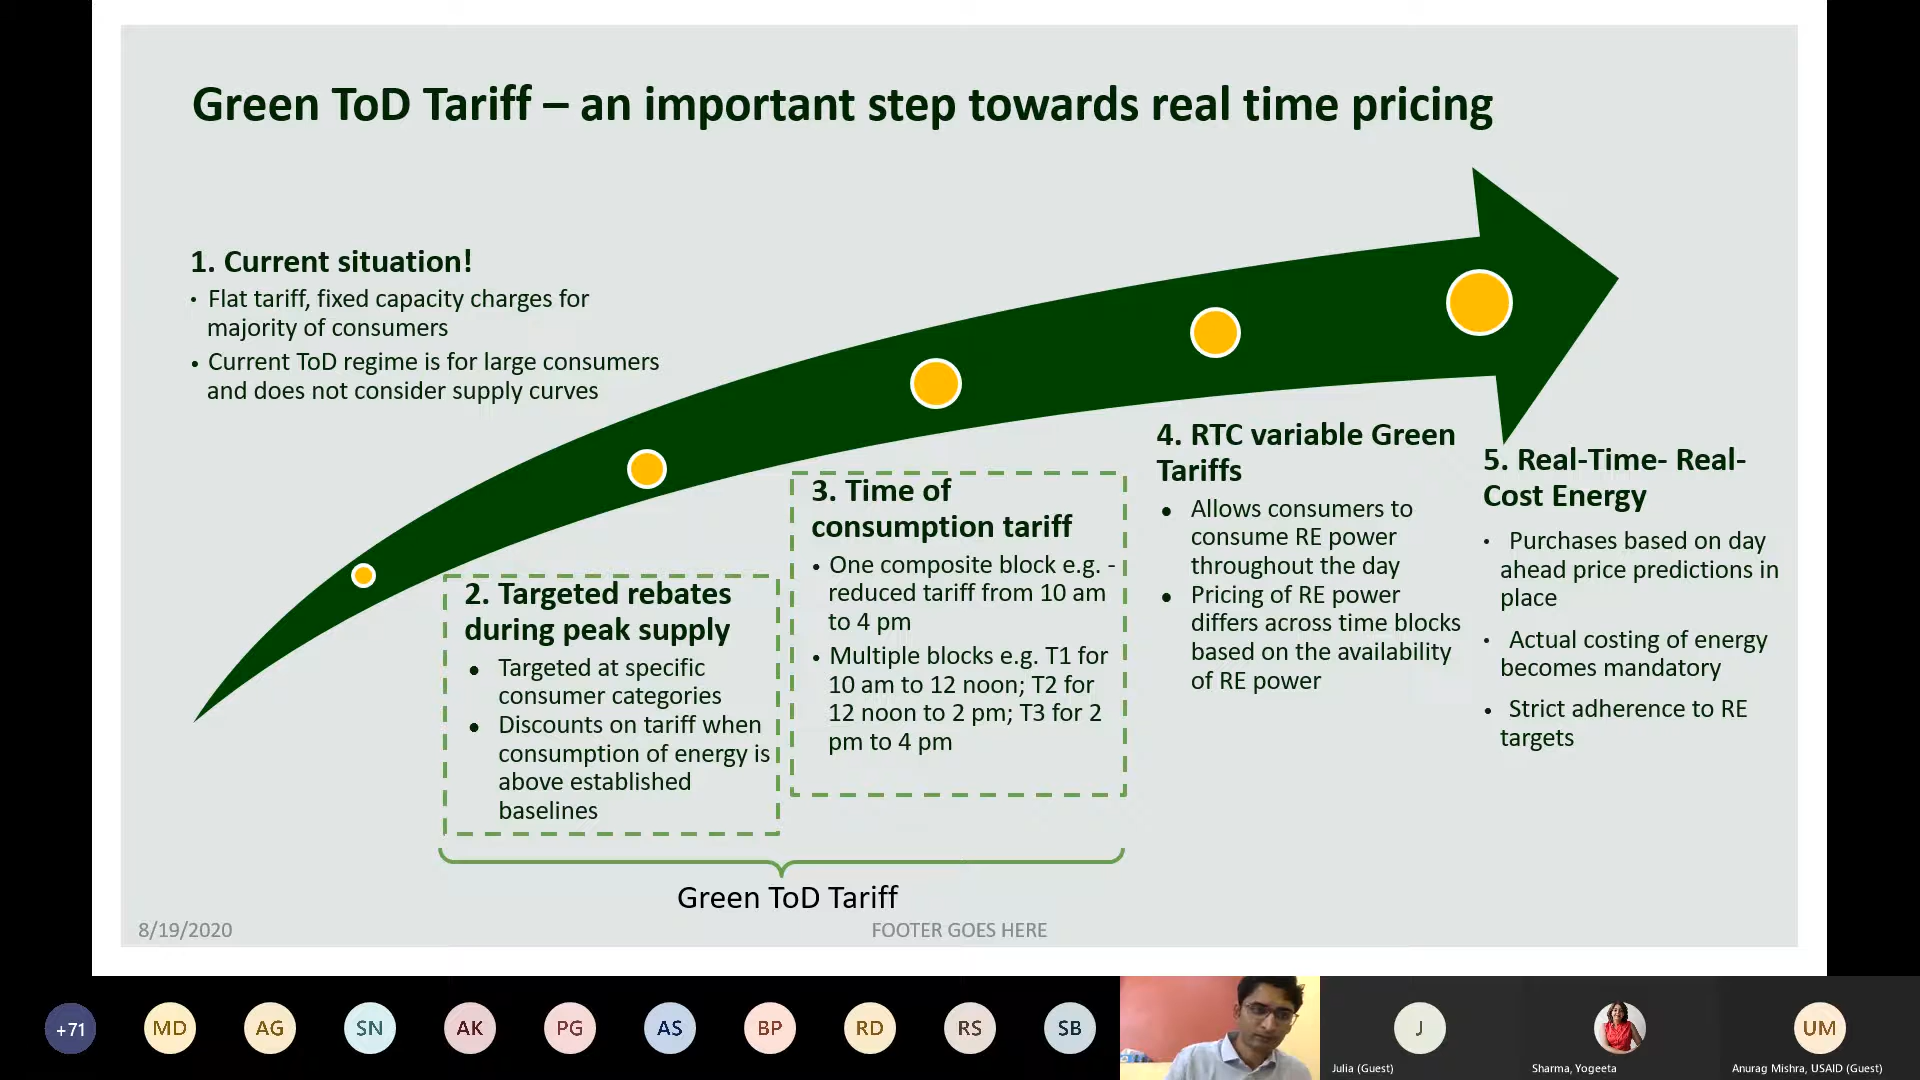 Green ToD Tariff – an important step towards real time pricing
1. Current situation!
• Flat tariff, fixed capacity charges for
majority of consumers
• Current ToD regime is for large consumers
and does not consider supply curves
2. Targeted rebates
during peak supply
● Targeted at specific
consumer categories
● Discounts on tariff when
consumption of energy is
above established
baselines
3. Time of
consumption tariff
• One composite block e.g. -
reduced tariff from 10 am
to 4 pm
• Multiple blocks e.g. T1 for
10 am to 12 noon; T2 for
12 noon to 2 pm; T3 for 2
pm to 4 pm
4. RTC variable Green
Tariffs
● Allows consumers to
consume RE power
throughout the day
● Pricing of RE power
differs across time blocks
based on the availability
of RE power
5. Real-Time- Real-
Cost Energy
• Purchases based on day
ahead price predictions in
place
• Actual costing of energy
becomes mandatory
• Strict adherence to RE
targets
Green ToD Tariff
8/19/2020
FOOTER GOES HERE
+71
MD
AG
SN
AK
PG
AS
BP
RD
RS
SB
J
UM
Julia (Guest)
Sharma, Yogeeta
Anurag Mishra, USAID (Guest)